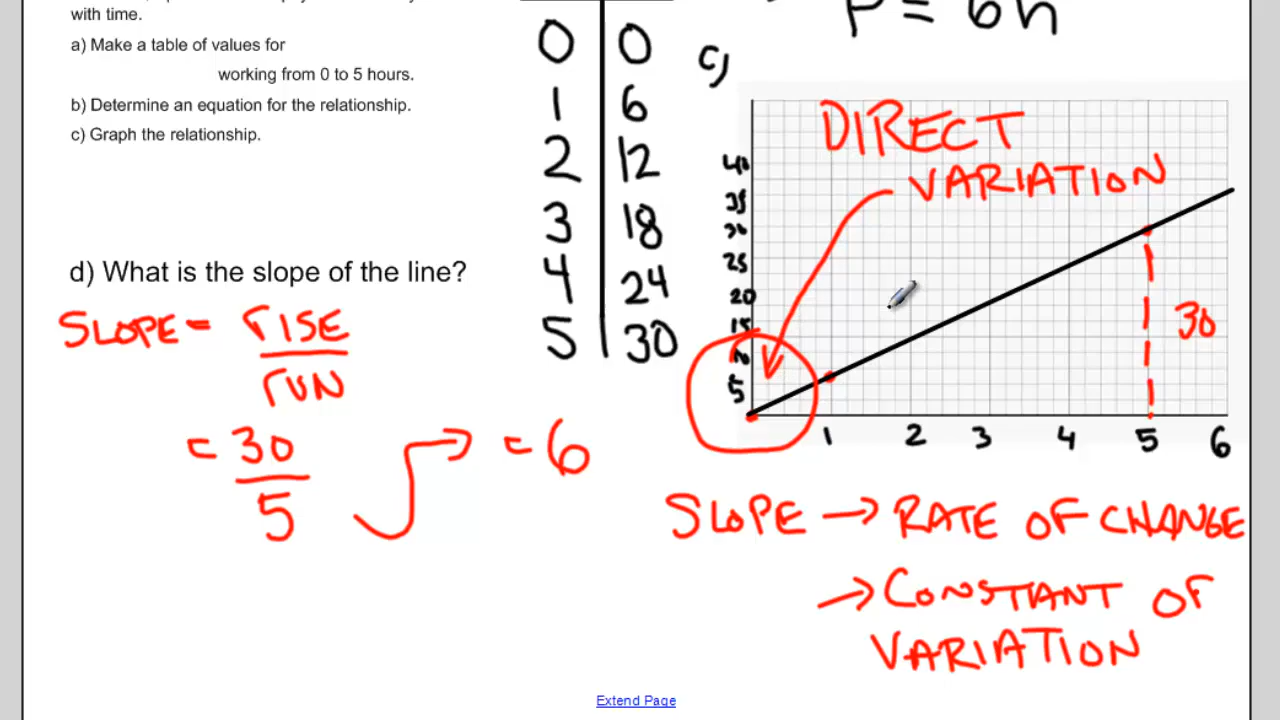 with time.
a) Make a table of values for
working from 0 to 5 hours.
b) Determine an equation for the relationship.
c) Graph the relationship.
d) What is the slope of the line?
SLOPE = rise
run
= 30
5
= 6
0 0
1 6
2 12
3 18
4 24
5 30
P = 6h
c)
DIRECT
VARIATION
40
35
30
25
20
15
10
5
1 2 3 4 5 6
30
SLOPE → RATE OF CHANGE
→ CONSTANT OF
VARIATION
Extend Page